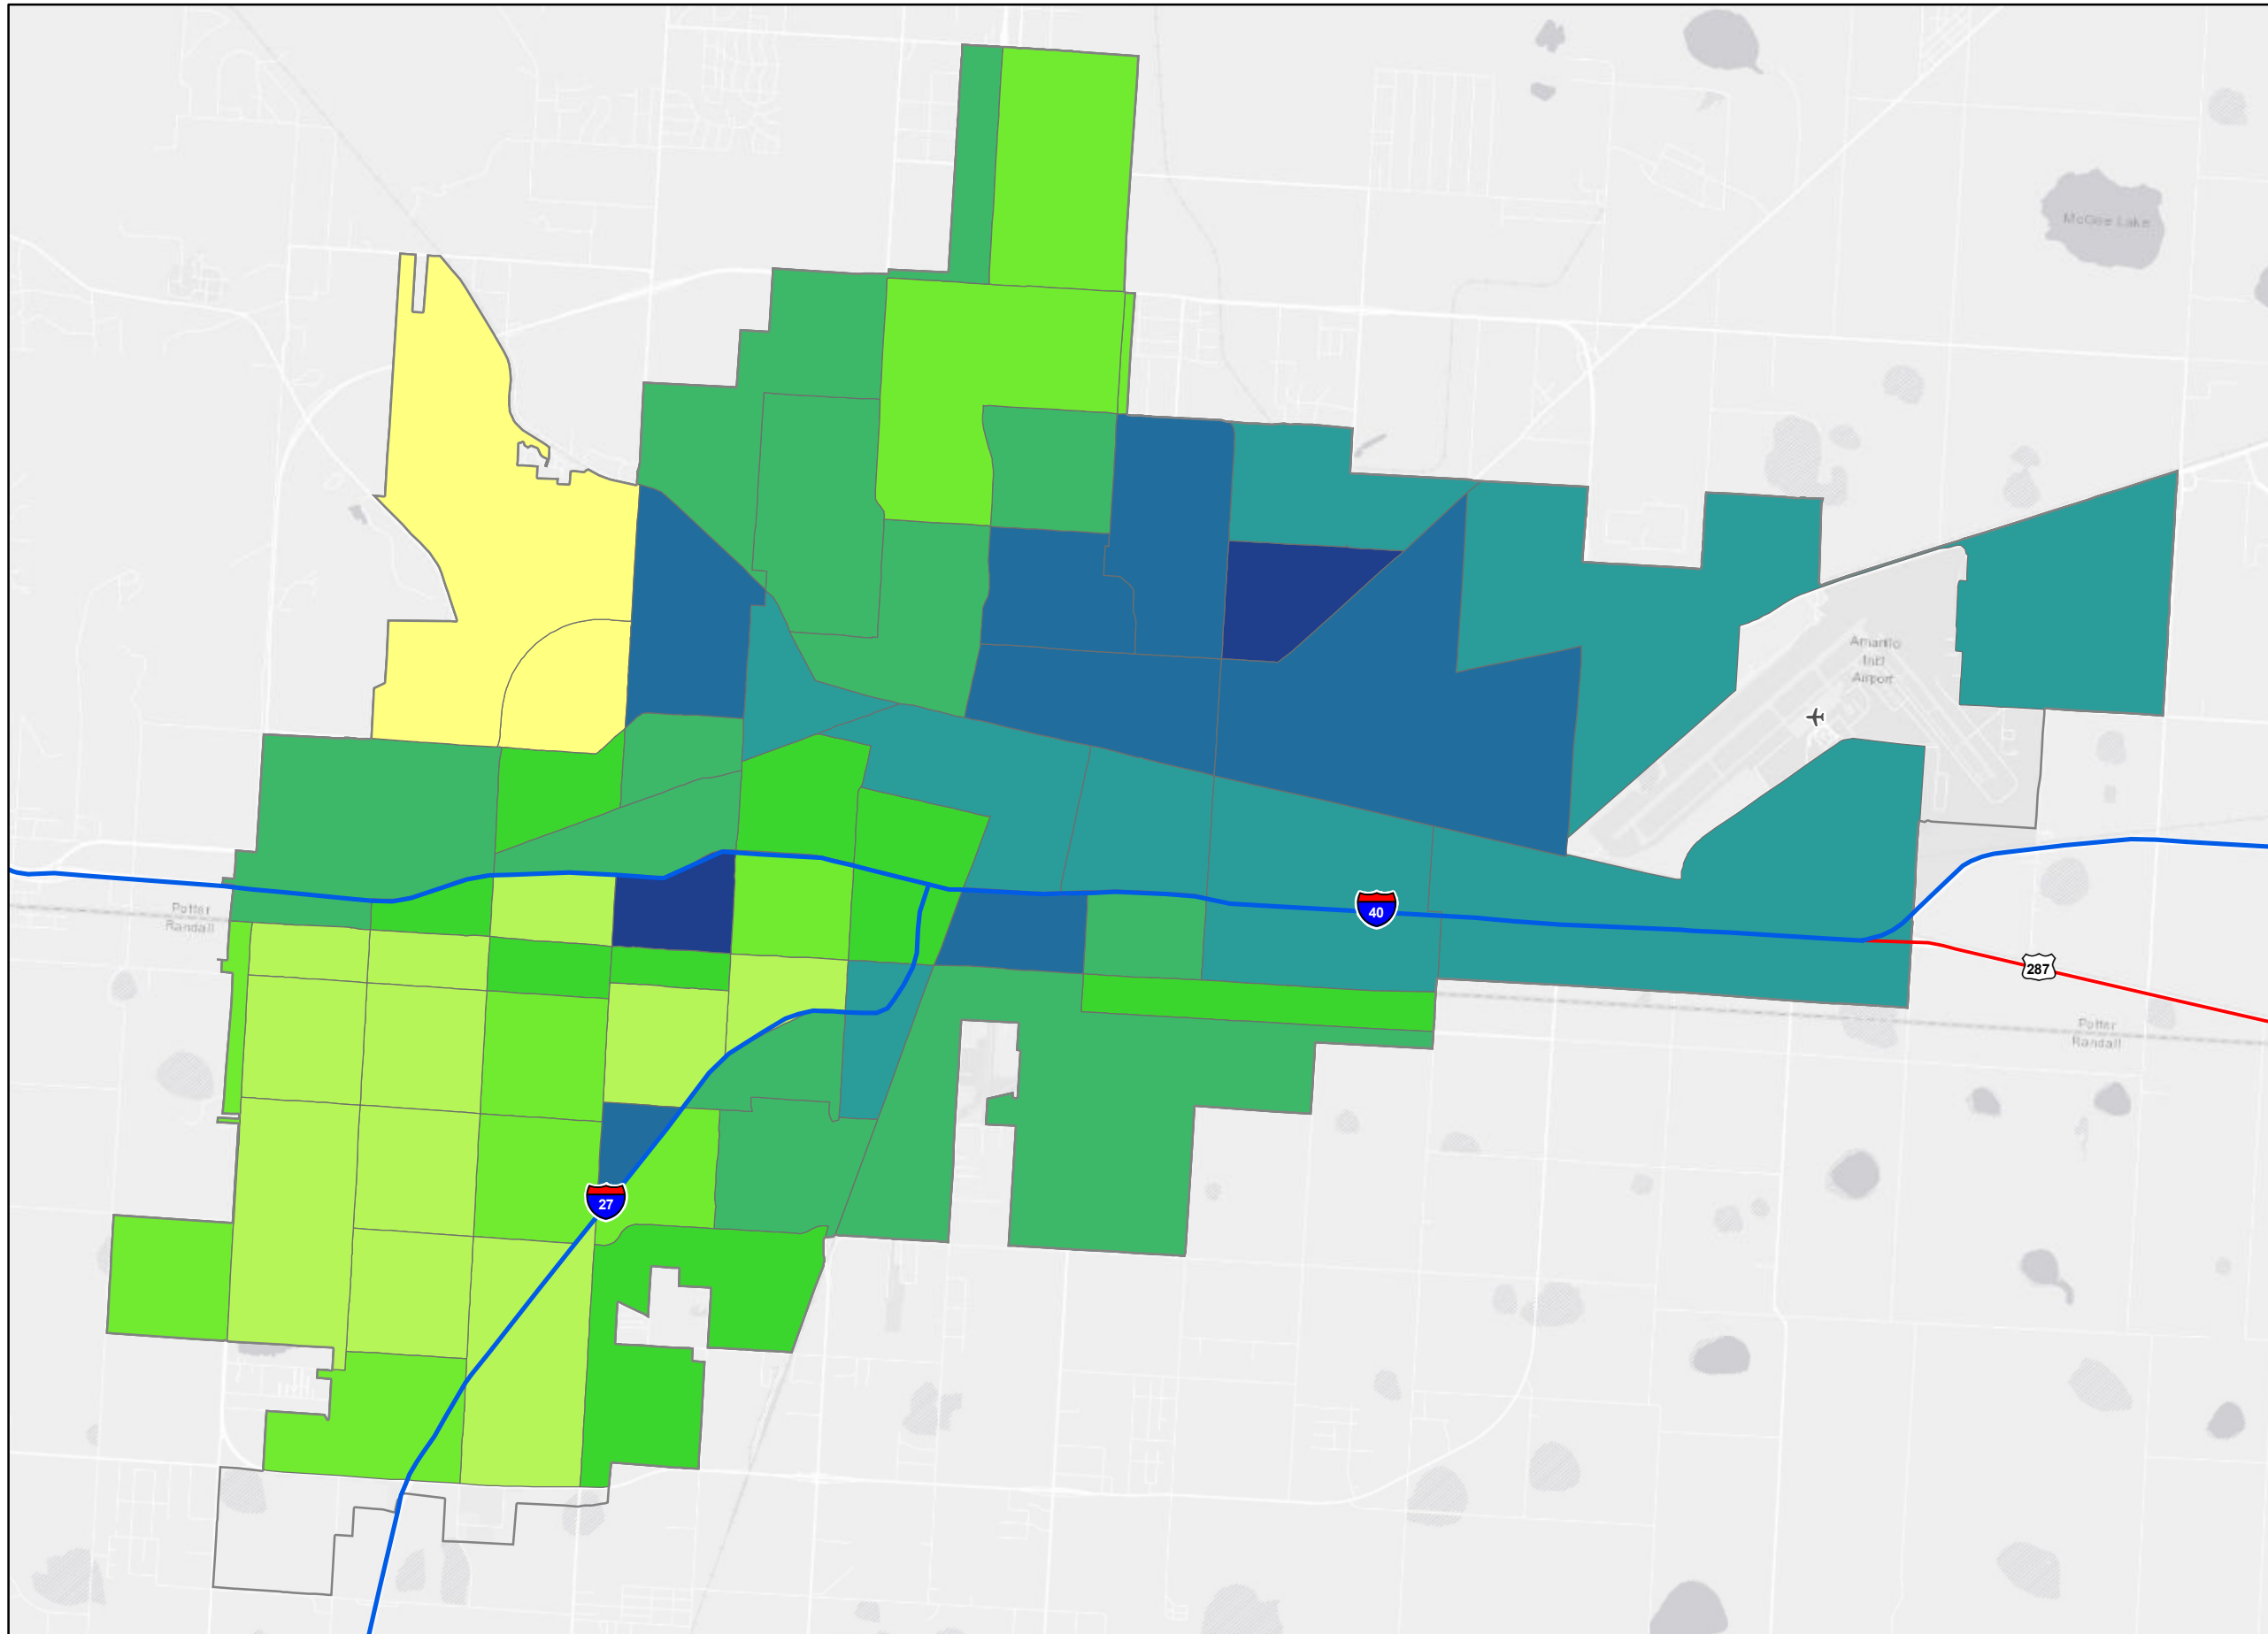 McGee Lake
Amarillo
Intl
Airport
Potter
Randall
40
287
Potter
Randall
27